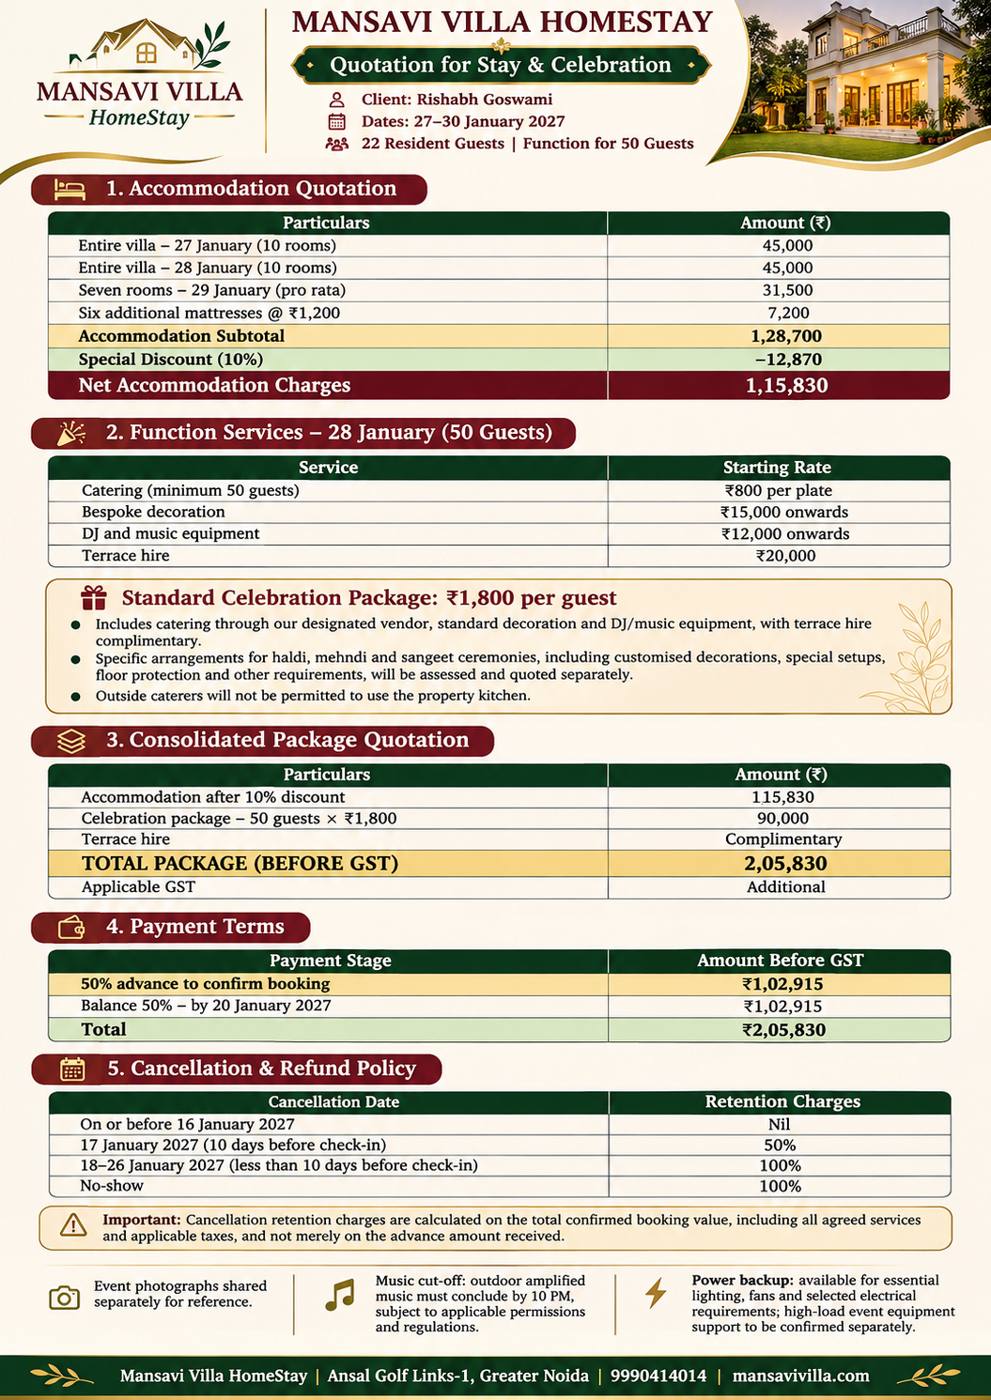 MANSAVI VILLA
HomeStay
MANSAVI VILLA HOMESTAY
Quotation for Stay & Celebration
Client: Rishabh Goswami
Dates: 27–30 January 2027
22 Resident Guests | Function for 50 Guests
1. Accommodation Quotation
Particulars Amount (₹)
Entire villa – 27 January (10 rooms) 45,000
Entire villa – 28 January (10 rooms) 45,000
Seven rooms – 29 January (pro rata) 31,500
Six additional mattresses @ ₹1,200 7,200
Accommodation Subtotal 1,28,700
Special Discount (10%) –12,870
Net Accommodation Charges 1,15,830
2. Function Services – 28 January (50 Guests)
Service Starting Rate
Catering (minimum 50 guests) ₹800 per plate
Bespoke decoration ₹15,000 onwards
DJ and music equipment ₹12,000 onwards
Terrace hire ₹20,000
Standard Celebration Package: ₹1,800 per guest
● Includes catering through our designated vendor, standard decoration and DJ/music equipment, with terrace hire
complimentary.
● Specific arrangements for haldi, mehndi and sangeet ceremonies, including customised decorations, special setups,
floor protection and other requirements, will be assessed and quoted separately.
● Outside caterers will not be permitted to use the property kitchen.
3. Consolidated Package Quotation
Particulars Amount (₹)
Accommodation after 10% discount 115,830
Celebration package – 50 guests × ₹1,800 90,000
Terrace hire Complimentary
TOTAL PACKAGE (BEFORE GST) 2,05,830
Applicable GST Additional
4. Payment Terms
Payment Stage Amount Before GST
50% advance to confirm booking ₹1,02,915
Balance 50% – by 20 January 2027 ₹1,02,915
Total ₹2,05,830
5. Cancellation & Refund Policy
Cancellation Date Retention Charges
On or before 16 January 2027 Nil
17 January 2027 (10 days before check-in) 50%
18–26 January 2027 (less than 10 days before check-in) 100%
No-show 100%
Important: Cancellation retention charges are calculated on the total confirmed booking value, including all agreed services
and applicable taxes, and not merely on the advance amount received.
Event photographs shared
separately for reference.
Music cut-off: outdoor amplified
music must conclude by 10 PM,
subject to applicable permissions
and regulations.
Power backup: available for essential
lighting, fans and selected electrical
requirements; high-load event equipment
support to be confirmed separately.
Mansavi Villa HomeStay | Ansal Golf Links-1, Greater Noida | 9990414014 | mansavivilla.com